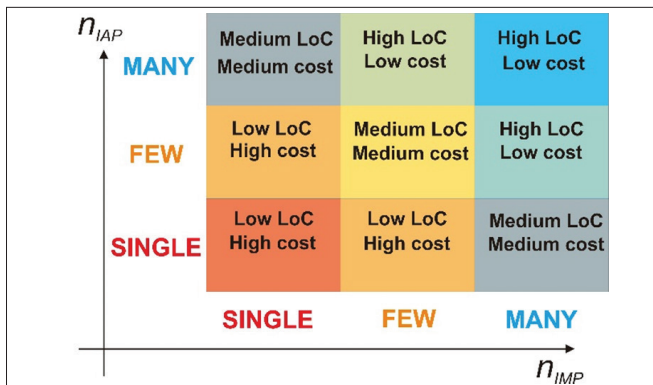 n_IAP
MANY
Medium LoC
Medium cost
High LoC
Low cost
High LoC
Low cost
FEW
Low LoC
High cost
Medium LoC
Medium cost
High LoC
Low cost
SINGLE
Low LoC
High cost
Low LoC
High cost
Medium LoC
Medium cost
SINGLE FEW MANY
n_IMP